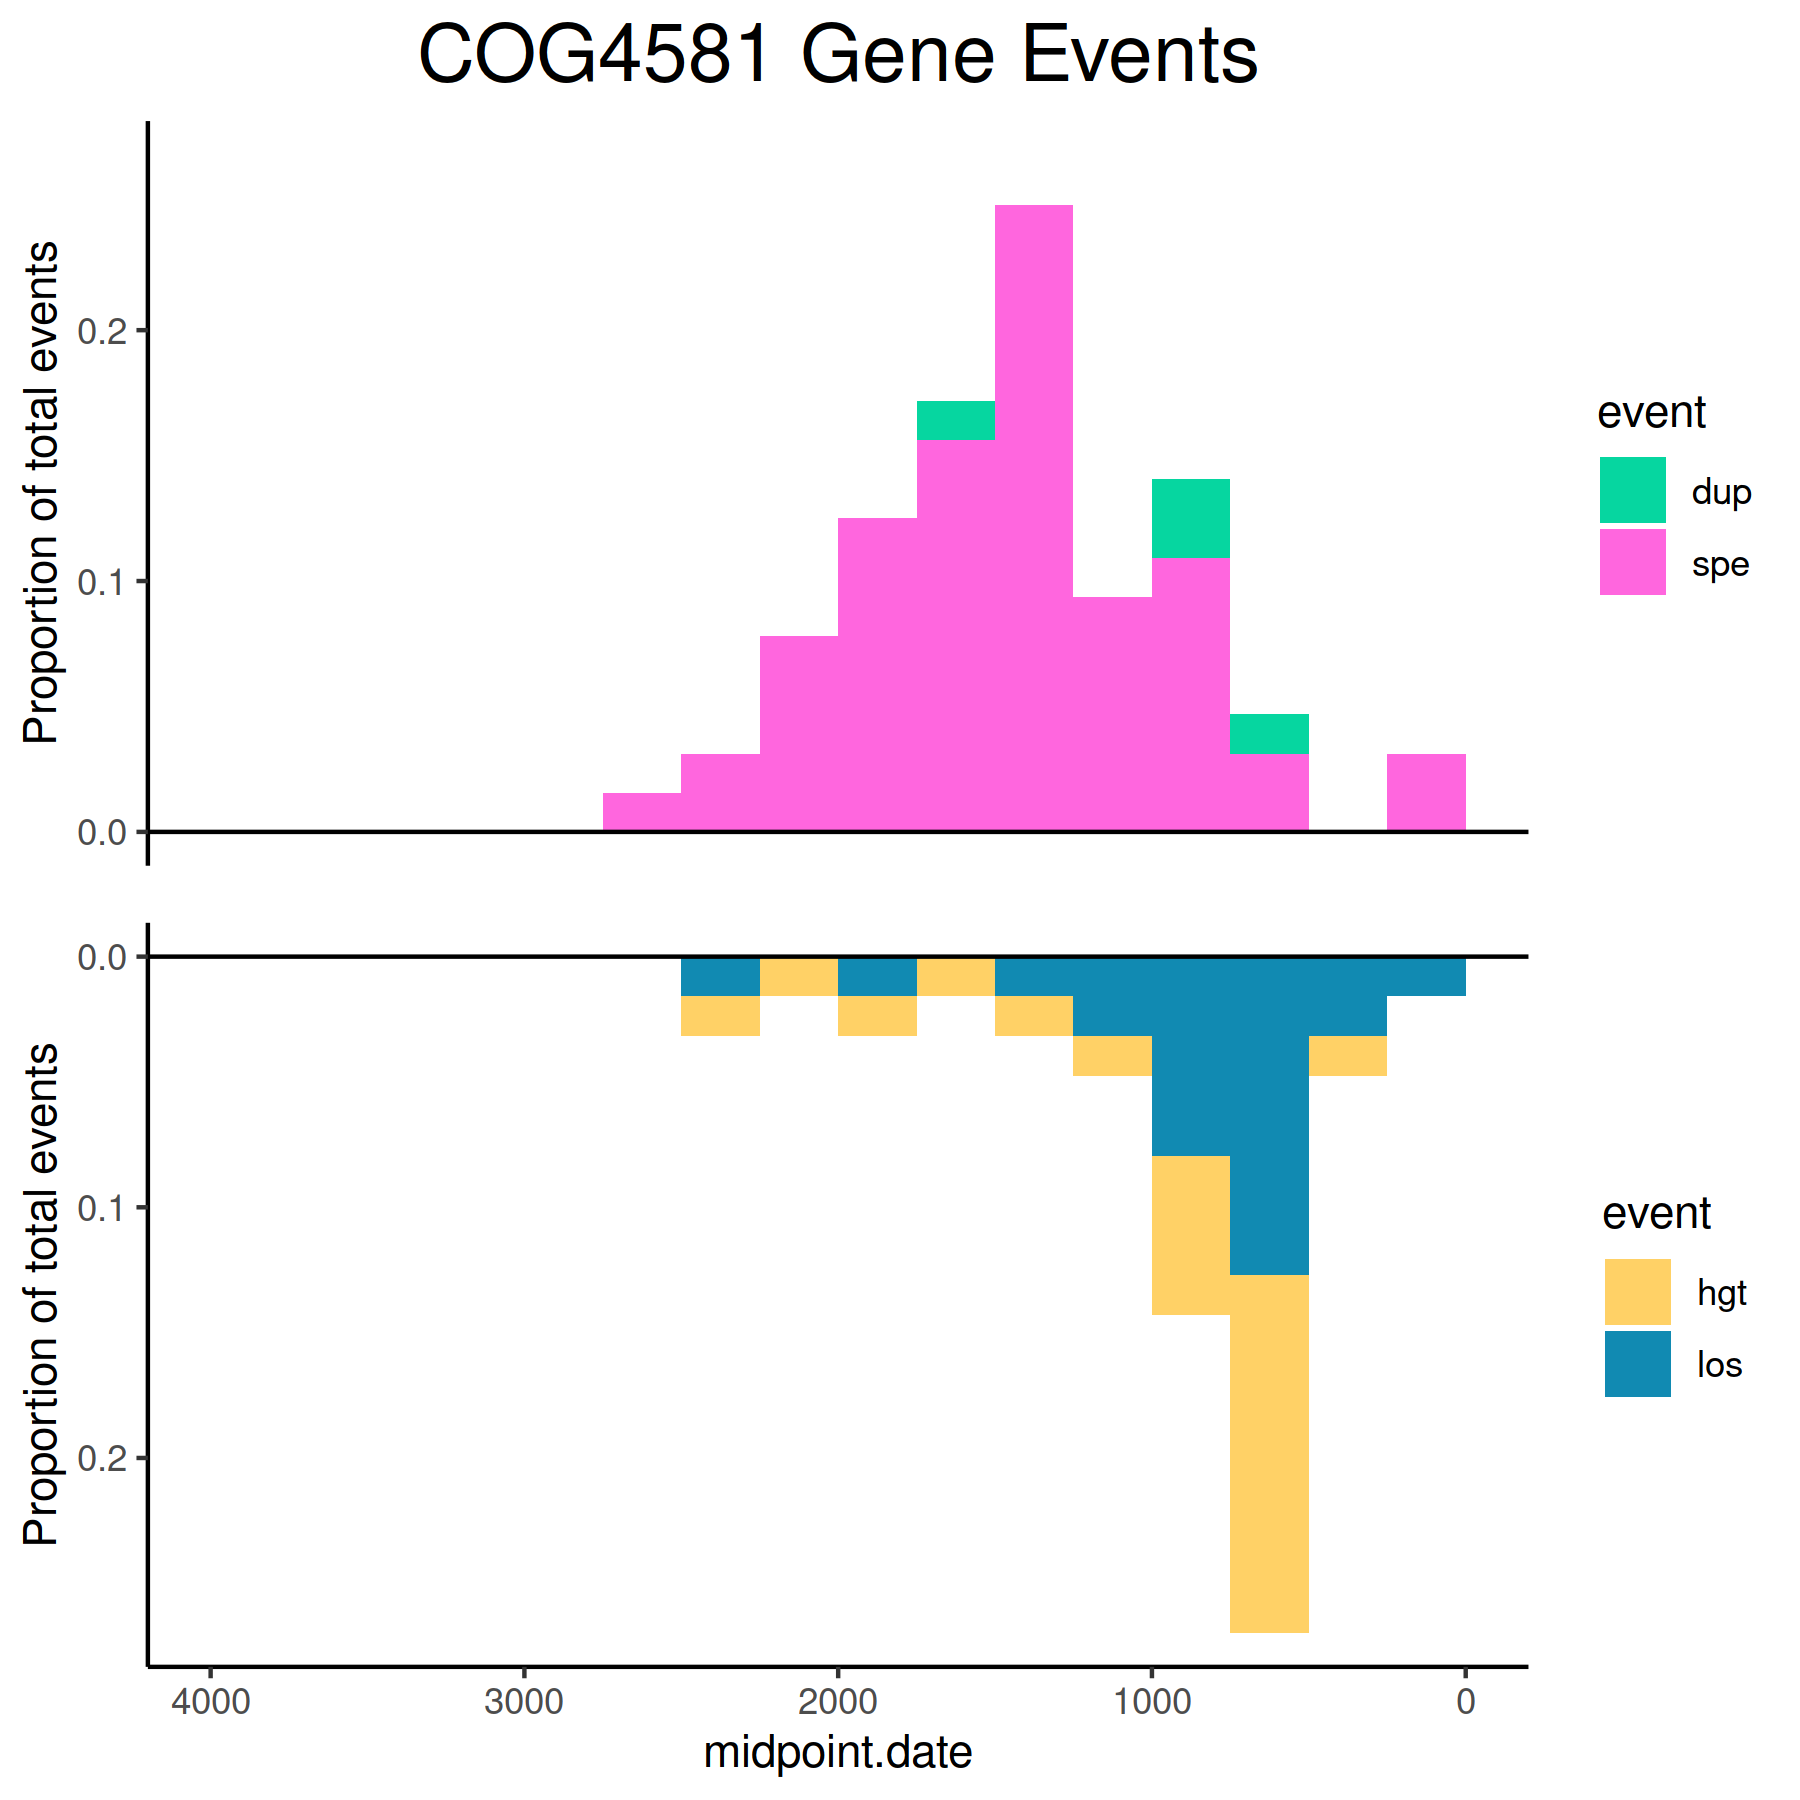 COG4581 Gene Events
Proportion of total events
0.2
0.1
0.0
event
dup
spe
Proportion of total events
0.0
0.1
0.2
event
hgt
los
4000 3000 2000 1000 0
midpoint.date